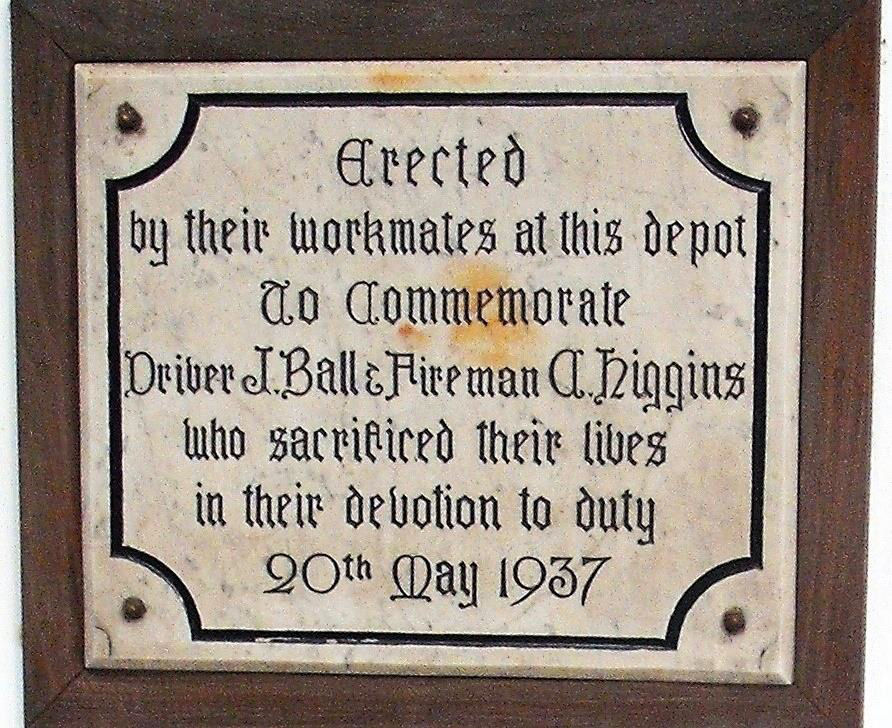 Erected
by their workmates at this depot
To Commemorate
Driver J. Ball & Fireman C. Higgins
who sacrificed their lives
in their devotion to duty
20th May 1937